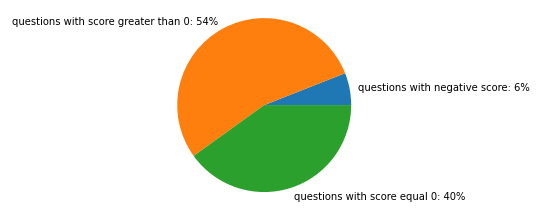 questions with score greater than 0: 54%
questions with negative score: 6%
questions with score equal 0: 40%